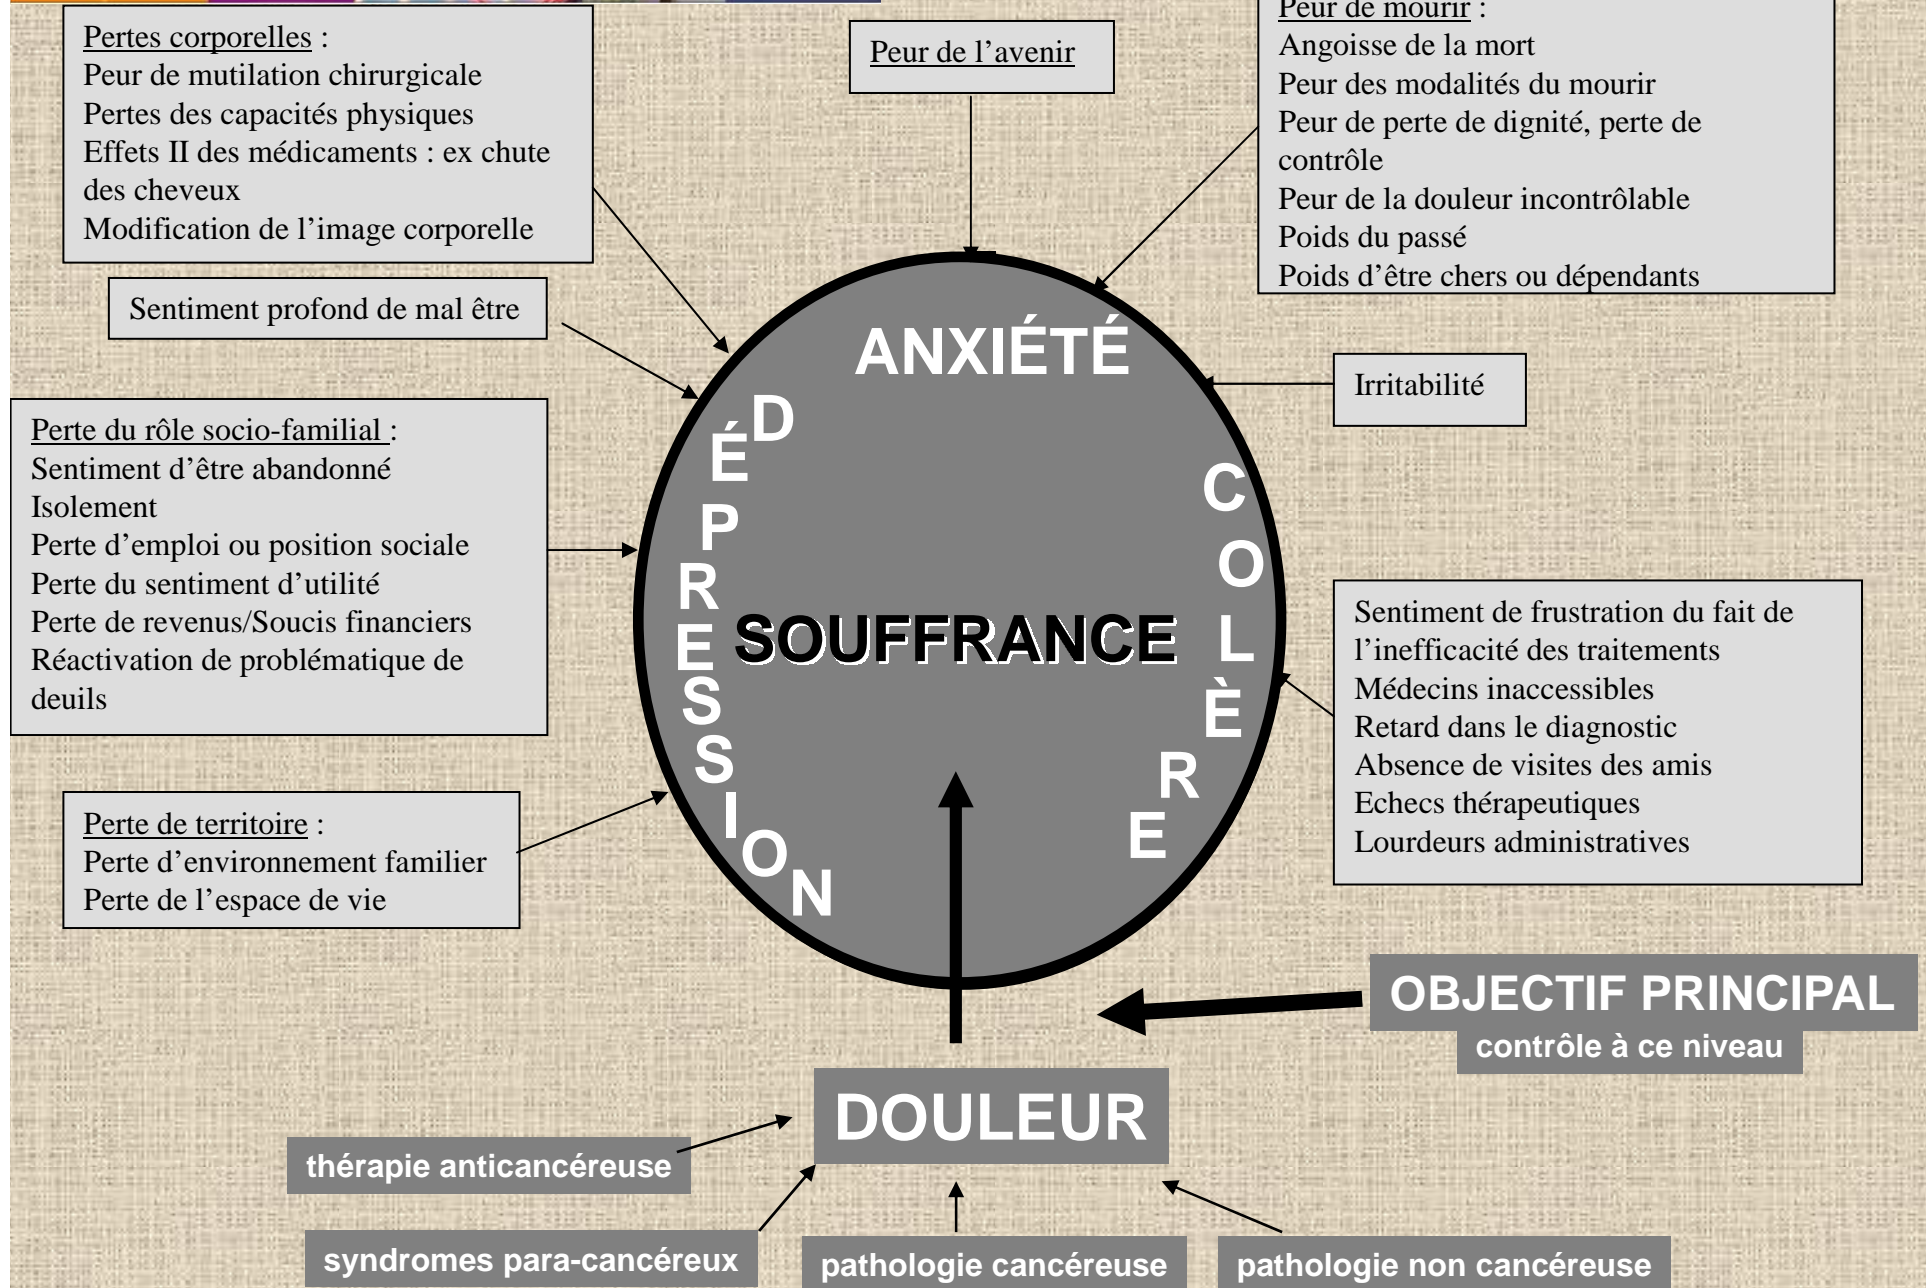 Pertes corporelles :
Peur de mutilation chirurgicale
Pertes des capacités physiques
Effets II des médicaments : ex chute
des cheveux
Modification de l’image corporelle
Peur de l’avenir
Peur de mourir :
Angoisse de la mort
Peur des modalités du mourir
Peur de perte de dignité, perte de
contrôle
Peur de la douleur incontrôlable
Poids du passé
Poids d’être chers ou dépendants
Sentiment profond de mal être
ANXIÉTÉ
Irritabilité
Perte du rôle socio-familial :
Sentiment d’être abandonné
Isolement
Perte d’emploi ou position sociale
Perte du sentiment d’utilité
Perte de revenus/Soucis financiers
Réactivation de problématique de
deuils
DÉPRESSION
SOUFFRANCE
COLÈRE
Sentiment de frustration du fait de
l’inefficacité des traitements
Médecins inaccessibles
Retard dans le diagnostic
Absence de visites des amis
Echecs thérapeutiques
Lourdeurs administratives
Perte de territoire :
Perte d’environnement familier
Perte de l’espace de vie
OBJECTIF PRINCIPAL
contrôle à ce niveau
DOULEUR
thérapie anticancéreuse
syndromes para-cancéreux
pathologie cancéreuse
pathologie non cancéreuse